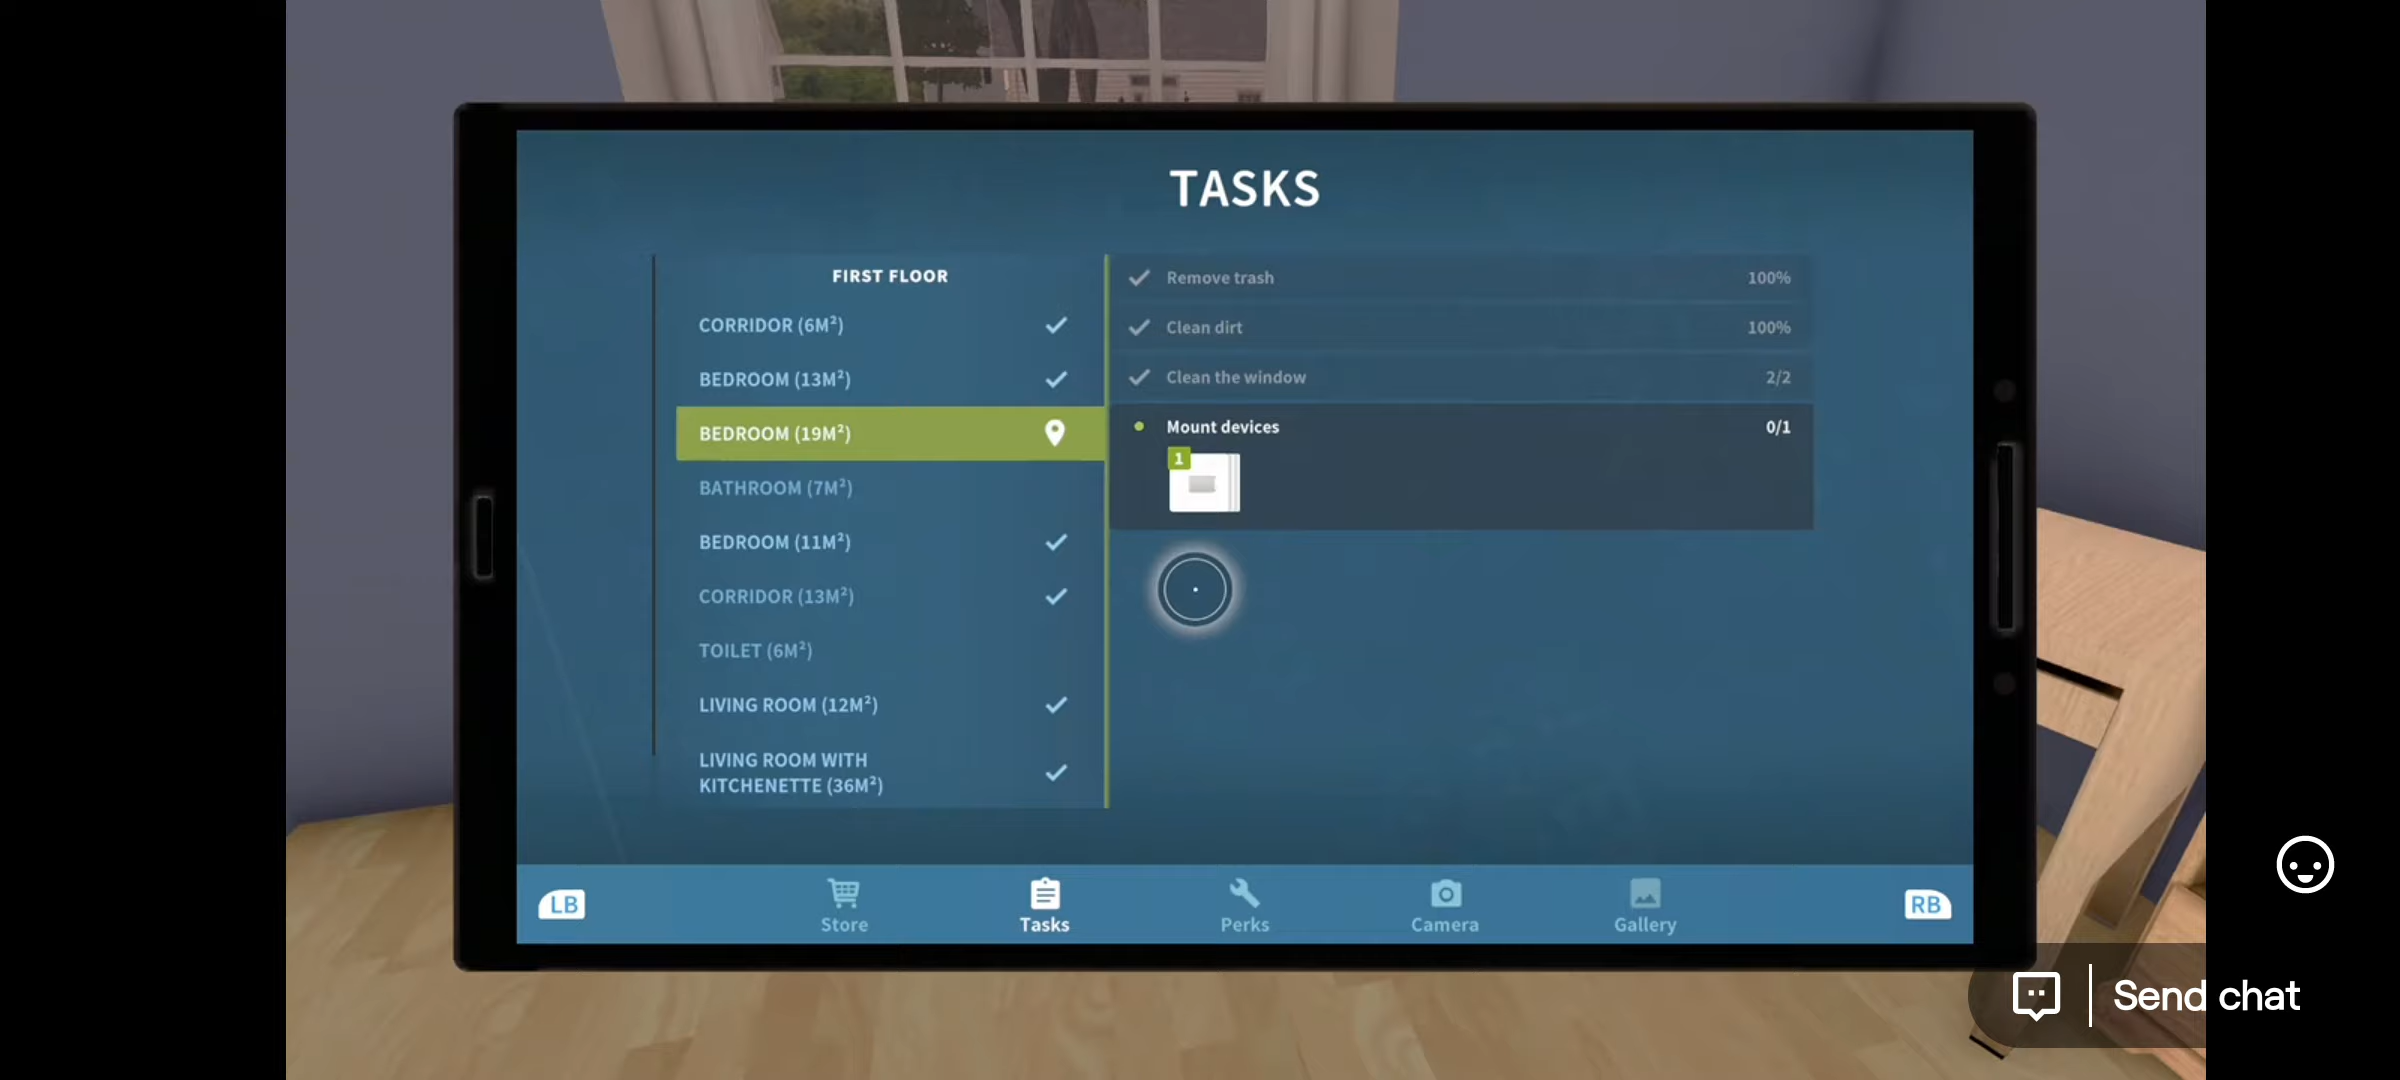 TASKS
FIRST FLOOR
CORRIDOR (6M²)
BEDROOM (13M²)
BEDROOM (19M²)
BATHROOM (7M²)
BEDROOM (11M²)
CORRIDOR (13M²)
TOILET (6M²)
LIVING ROOM (12M²)
LIVING ROOM WITH
KITCHENETTE (36M²)
Remove trash 100%
Clean dirt 100%
Clean the window 2/2
Mount devices 0/1
1
LB
Store
Tasks
Perks
Camera
Gallery
RB
Send chat